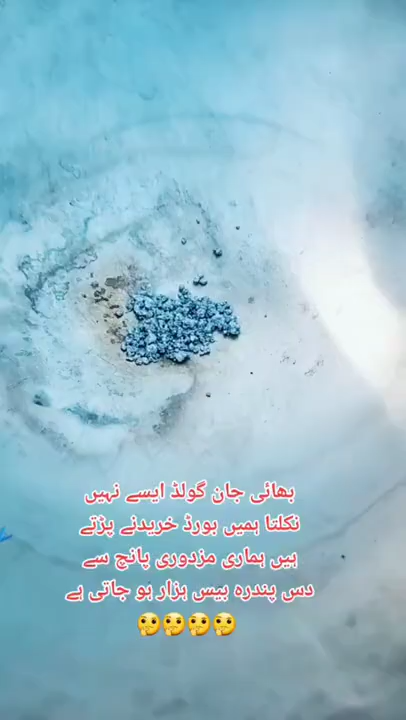 بھائی جان گولڈ ایسے نہیں
نکلتا ہمیں بورڈ خریدنے پڑتے
ہیں ہماری مزدوری پانچ سے
دس پندرہ بیس ہزار ہو جاتی ہے
🤔🤔🤔🤔